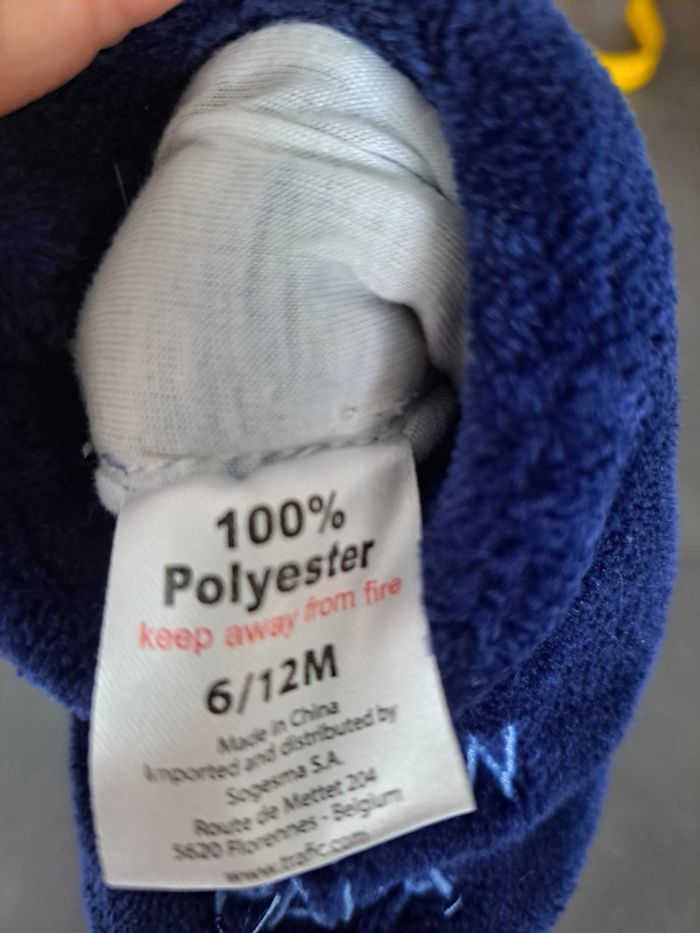 100%
Polyester
keep away from fire
6/12M
Made in China
Imported and distributed by
Sogesma S.A.
Route de Mettet 204
5620 Florennes - Belgium
www.trafic.com
N